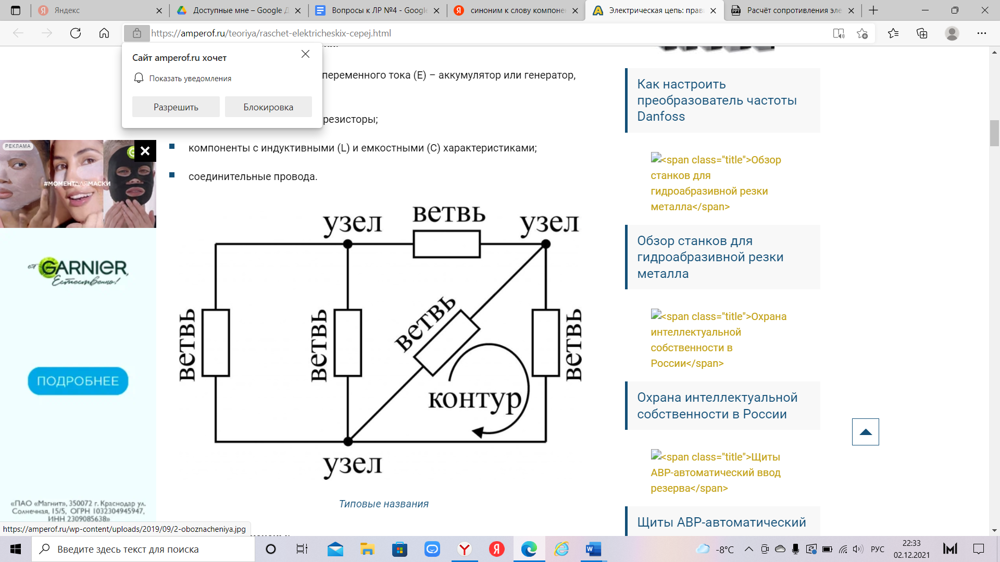 Яндекс
Доступные мне – Google Д
Вопросы к ЛР №4 - Google
синоним к слову компонен
Электрическая цепь: прав
Расчёт сопротивления эле
https://amperof.ru/teoriya/raschet-elektricheskix-cepej.html
Сайт amperof.ru хочет
Показать уведомления
Разрешить
Блокировка
переменного тока (E) – аккумулятор или генератор,
резисторы;
компоненты с индуктивными (L) и емкостными (C) характеристиками;
соединительные провода.
узел
ветвь
узел
ветвь
ветвь
ветвь
ветвь
контур
узел
Типовые названия
РЕКЛАМА
#МОМЕНТДЛЯМАСКИ
от GARNIER,
Естественно!
ПОДРОБНЕЕ
«ПАО «Магнит», 350072 г. Краснодар ул.
Солнечная, 15/5, ОГРН 1032304945947,
ИНН 2309085638»
Как настроить
преобразователь частоты
Danfoss
<span class="title">Обзор
станков для
гидроабразивной резки
металла</span>
Обзор станков для
гидроабразивной резки
металла
<span class="title">Охрана
интеллектуальной
собственности в
России</span>
Охрана интеллектуальной
собственности в России
<span class="title">Щиты
АВР-автоматический ввод
резерва</span>
Щиты АВР-автоматический
https://amperof.ru/wp-content/uploads/2019/09/2-oboznacheniya.jpg
Введите здесь текст для поиска
-8°C
РУС
22:33
02.12.2021